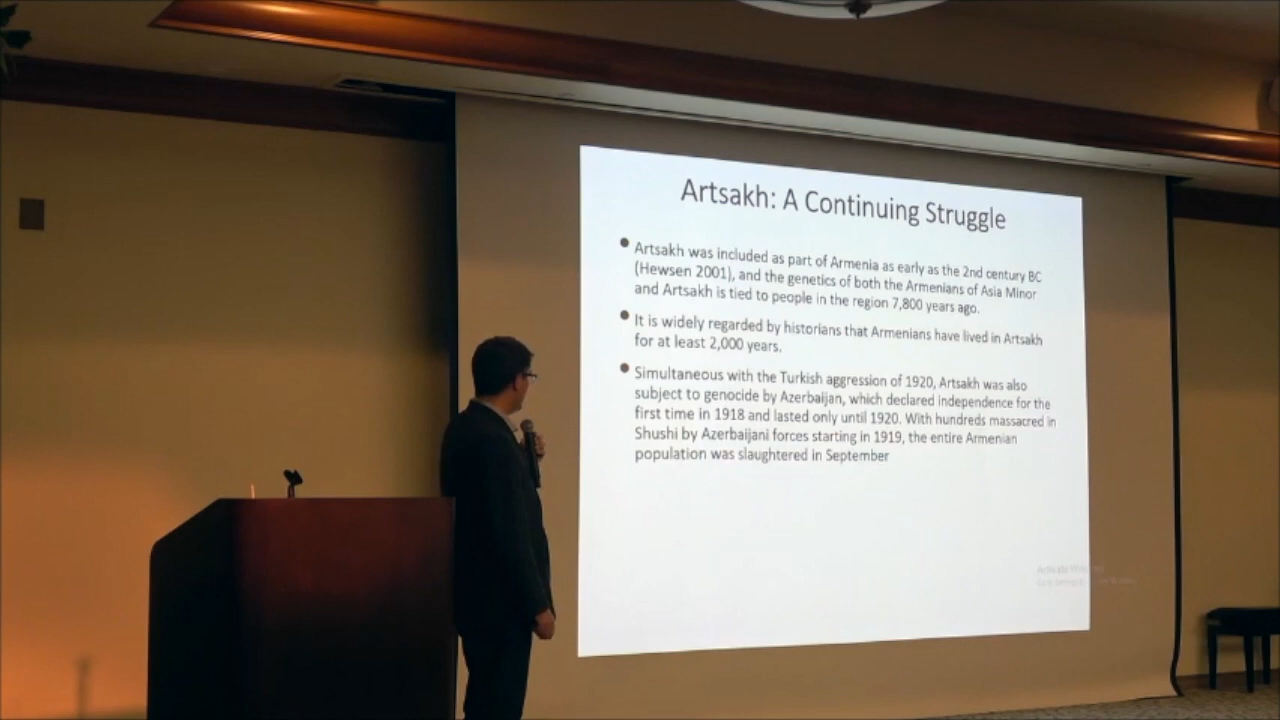 Artsakh: A Continuing Struggle
• Artsakh was included as part of Armenia as early as the 2nd century BC
(Hewsen 2001), and the genetics of both the Armenians of Asia Minor
and Artsakh is tied to people in the region 7,800 years ago.
• It is widely regarded by historians that Armenians have lived in Artsakh
for at least 2,000 years.
• Simultaneous with the Turkish aggression of 1920, Artsakh was also
subject to genocide by Azerbaijan, which declared independence for the
first time in 1918 and lasted only until 1920. With hundreds massacred in
Shushi by Azerbaijani forces starting in 1919, the entire Armenian
population was slaughtered in September